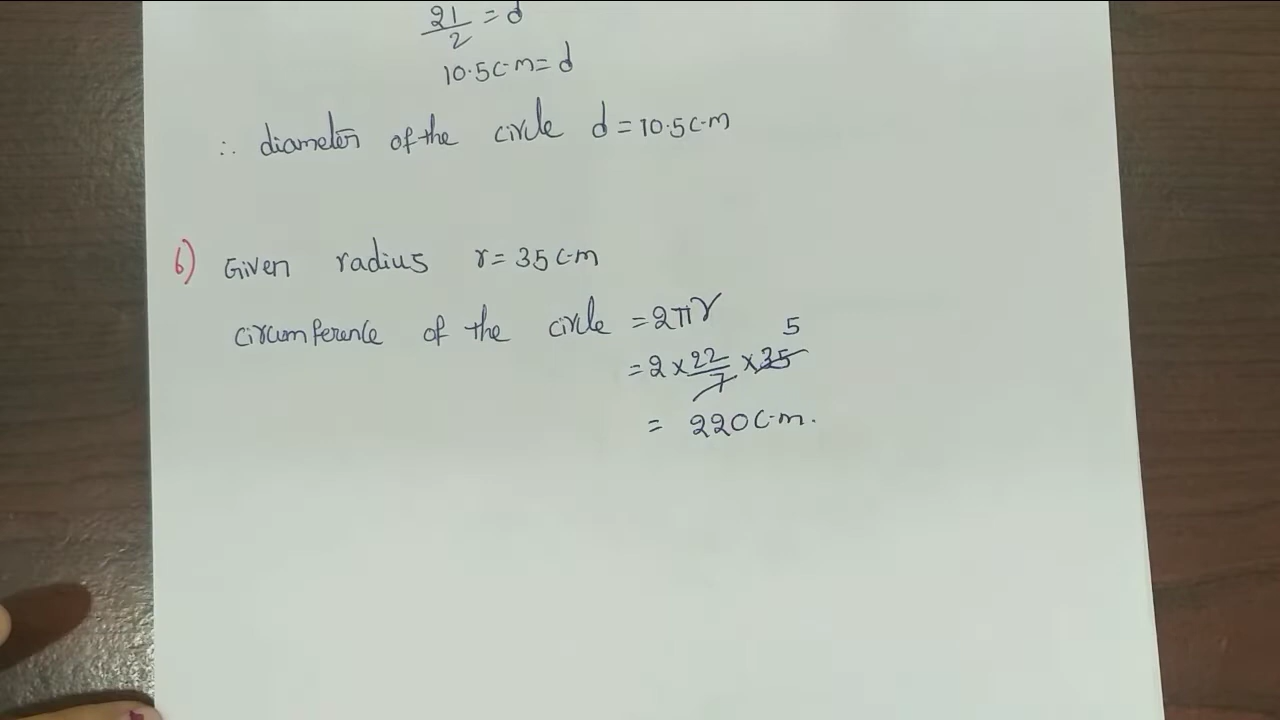 21/2 = d
10.5c.m = d
∴ diameter of the circle d = 10.5c.m
6) Given radius r = 35 c.m
circumference of the circle = 2πr
= 2 × 22/7 × 35 5
= 220c.m.